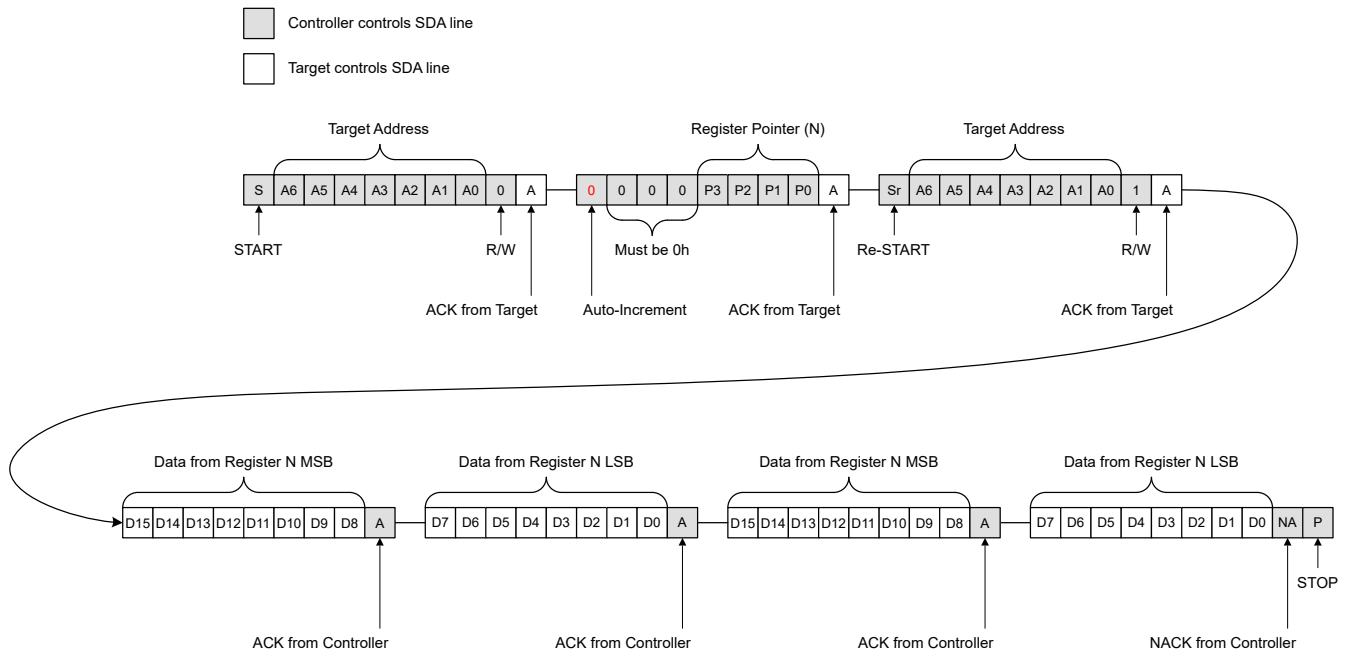 Controller controls SDA line
Target controls SDA line
Target Address Register Pointer (N) Target Address
S A6 A5 A4 A3 A2 A1 A0 0 A 0 0 0 0 P3 P2 P1 P0 A Sr A6 A5 A4 A3 A2 A1 A0 1 A
START R/W Must be 0h Re-START R/W
ACK from Target Auto-Increment ACK from Target ACK from Target
Data from Register N MSB Data from Register N LSB Data from Register N MSB Data from Register N LSB
D15 D14 D13 D12 D11 D10 D9 D8 A D7 D6 D5 D4 D3 D2 D1 D0 A D15 D14 D13 D12 D11 D10 D9 D8 A D7 D6 D5 D4 D3 D2 D1 D0 NA P
STOP
ACK from Controller ACK from Controller ACK from Controller NACK from Controller